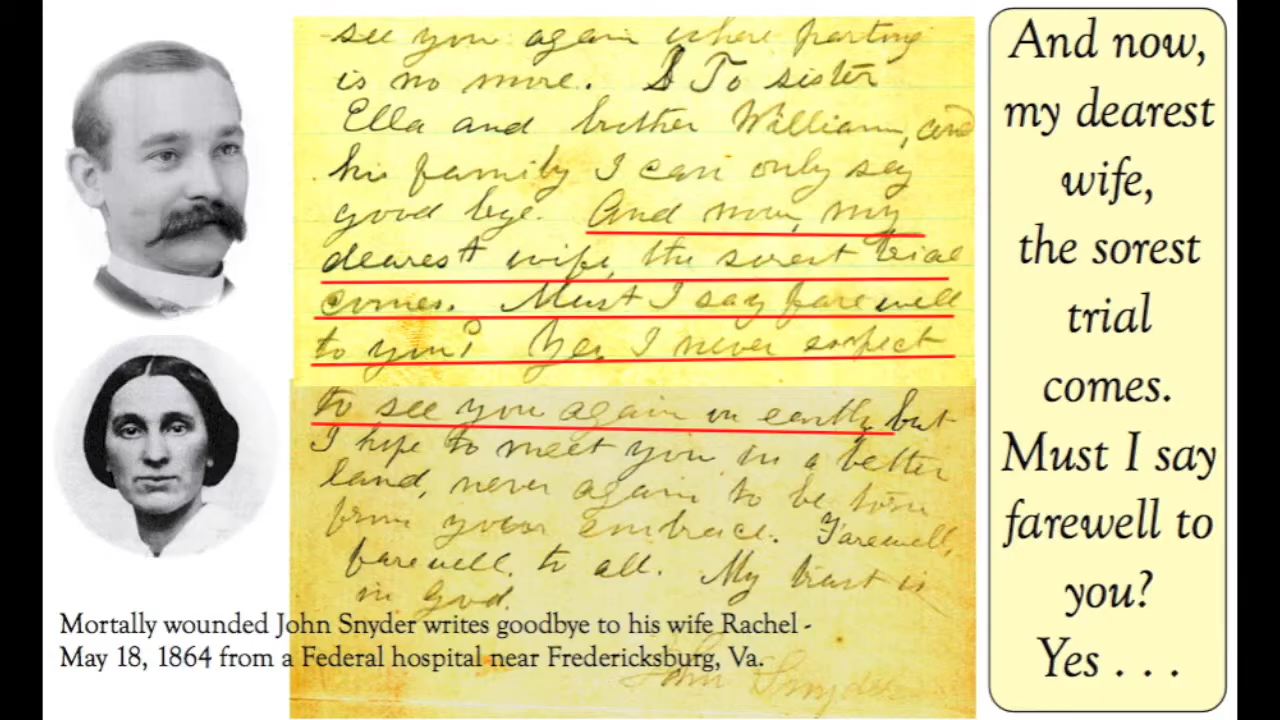 see you again where parting
is no more. To sister
Ella and brother William, and
his family I can only say
good bye. And now, my
dearest wife, the sorest trial
comes. Must I say farewell
to you? Yes I never expect
to see you again on earth but
I hope to meet you in a better
land, never again to be torn
from your embrace. Farewell,
farewell, to all. My trust is
in God.
John Snyder
Mortally wounded John Snyder writes goodbye to his wife Rachel -
May 18, 1864 from a Federal hospital near Fredericksburg, Va.
And now,
my dearest
wife,
the sorest
trial
comes.
Must I say
farewell to
you?
Yes . . .